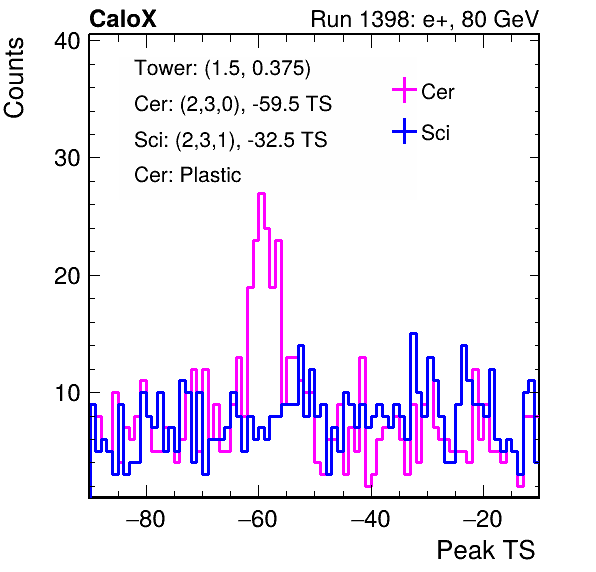 CaloX Run 1398: e+, 80 GeV
Counts
40
30
20
10
Tower: (1.5, 0.375)
Cer: (2,3,0), -59.5 TS
Sci: (2,3,1), -32.5 TS
Cer: Plastic
Cer
Sci
−80 −60 −40 −20
Peak TS